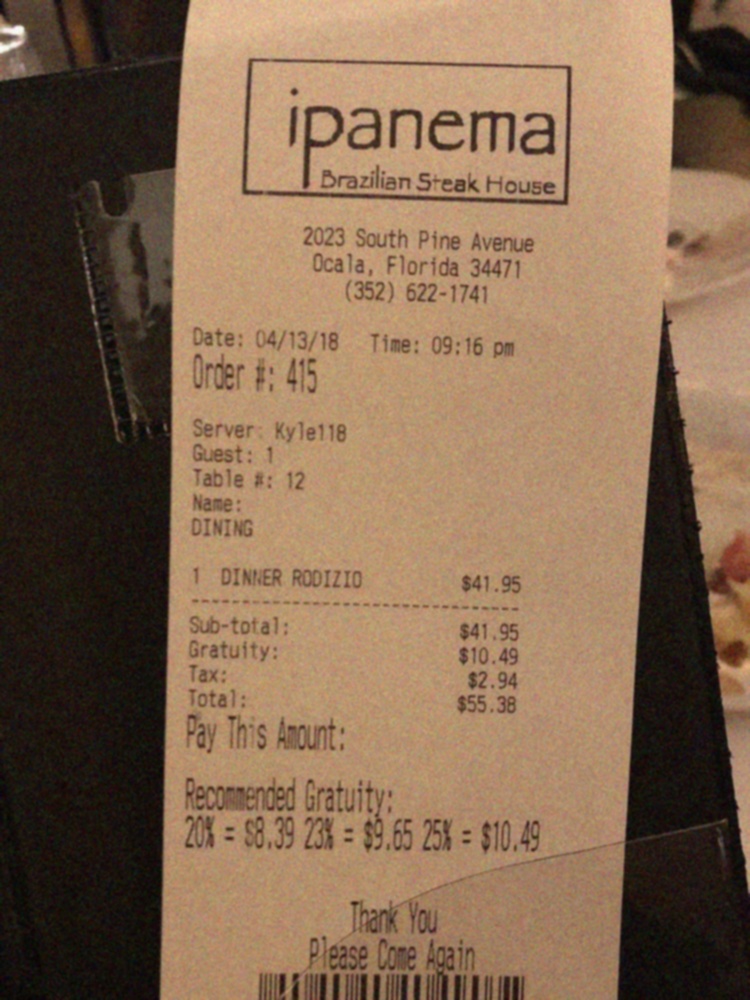 ipanema
Brazilian Steak House
2023 South Pine Avenue
Ocala, Florida 34471
(352) 622-1741
Date: 04/13/18 Time: 09:16 pm
Order #: 415
Server: Kyle118
Guest: 1
Table #: 12
Name:
DINING
1 DINNER RODIZIO $41.95
Sub-total: $41.95
Gratuity: $10.49
Tax: $2.94
Total: $55.38
Pay This Amount:
Recommended Gratuity:
20% = $8.39 23% = $9.65 25% = $10.49
Thank You
Please Come Again